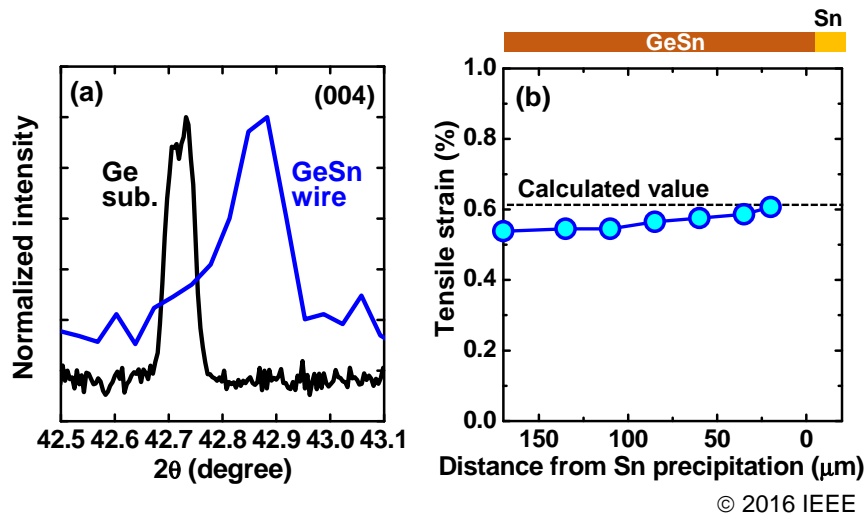 Sn
GeSn
(a)
(004)
Ge
sub.
GeSn
wire
Normalized intensity
42.5 42.6 42.7 42.8 42.9 43.0 43.1
2θ (degree)
(b)
Calculated value
Tensile strain (%)
1.0
0.8
0.6
0.4
0.2
0.0
150 100 50 0
Distance from Sn precipitation (μm)
© 2016 IEEE